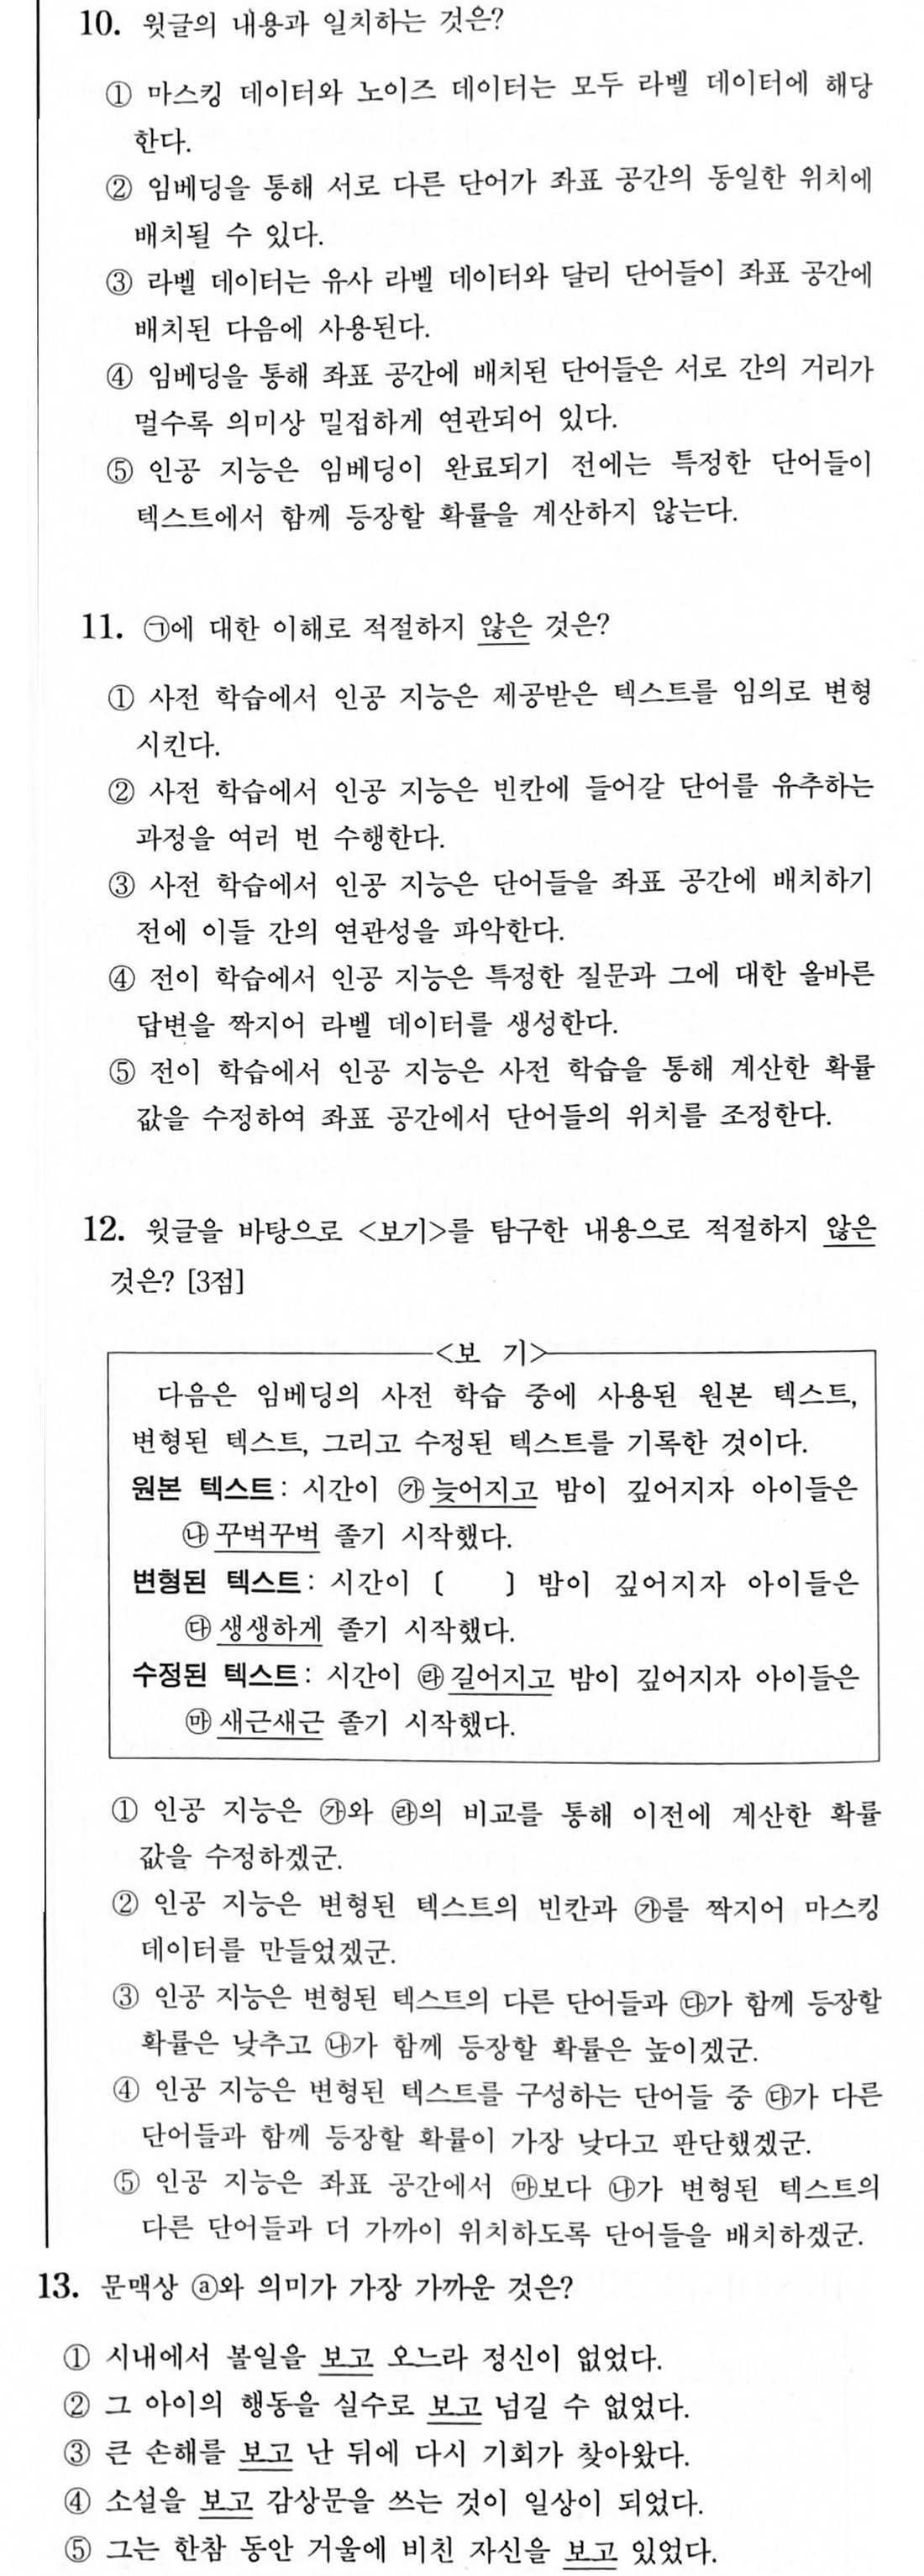 10. 윗글의 내용과 일치하는 것은?
① 마스킹 데이터와 노이즈 데이터는 모두 라벨 데이터에 해당
한다.
② 임베딩을 통해 서로 다른 단어가 좌표 공간의 동일한 위치에
배치될 수 있다.
③ 라벨 데이터는 유사 라벨 데이터와 달리 단어들이 좌표 공간에
배치된 다음에 사용된다.
④ 임베딩을 통해 좌표 공간에 배치된 단어들은 서로 간의 거리가
멀수록 의미상 밀접하게 연관되어 있다.
⑤ 인공 지능은 임베딩이 완료되기 전에는 특정한 단어들이
텍스트에서 함께 등장할 확률을 계산하지 않는다.
11. ㉠에 대한 이해로 적절하지 않은 것은?
① 사전 학습에서 인공 지능은 제공받은 텍스트를 임의로 변형
시킨다.
② 사전 학습에서 인공 지능은 빈칸에 들어갈 단어를 유추하는
과정을 여러 번 수행한다.
③ 사전 학습에서 인공 지능은 단어들을 좌표 공간에 배치하기
전에 이들 간의 연관성을 파악한다.
④ 전이 학습에서 인공 지능은 특정한 질문과 그에 대한 올바른
답변을 짝지어 라벨 데이터를 생성한다.
⑤ 전이 학습에서 인공 지능은 사전 학습을 통해 계산한 확률
값을 수정하여 좌표 공간에서 단어들의 위치를 조정한다.
12. 윗글을 바탕으로 <보기>를 탐구한 내용으로 적절하지 않은
것은? [3점]
<보 기>
다음은 임베딩의 사전 학습 중에 사용된 원본 텍스트,
변형된 텍스트, 그리고 수정된 텍스트를 기록한 것이다.
원본 텍스트: 시간이 ㉮늦어지고 밤이 깊어지자 아이들은
㉯꾸벅꾸벅 졸기 시작했다.
변형된 텍스트: 시간이 〔 〕 밤이 깊어지자 아이들은
㉰생생하게 졸기 시작했다.
수정된 텍스트: 시간이 ㉱길어지고 밤이 깊어지자 아이들은
㉲새근새근 졸기 시작했다.
① 인공 지능은 ㉮와 ㉱의 비교를 통해 이전에 계산한 확률
값을 수정하겠군.
② 인공 지능은 변형된 텍스트의 빈칸과 ㉮를 짝지어 마스킹
데이터를 만들었겠군.
③ 인공 지능은 변형된 텍스트의 다른 단어들과 ㉰가 함께 등장할
확률은 낮추고 ㉯가 함께 등장할 확률은 높이겠군.
④ 인공 지능은 변형된 텍스트를 구성하는 단어들 중 ㉰가 다른
단어들과 함께 등장할 확률이 가장 낮다고 판단했겠군.
⑤ 인공 지능은 좌표 공간에서 ㉲보다 ㉯가 변형된 텍스트의
다른 단어들과 더 가까이 위치하도록 단어들을 배치하겠군.
13. 문맥상 ⓐ와 의미가 가장 가까운 것은?
① 시내에서 볼일을 보고 오느라 정신이 없었다.
② 그 아이의 행동을 실수로 보고 넘길 수 없었다.
③ 큰 손해를 보고 난 뒤에 다시 기회가 찾아왔다.
④ 소설을 보고 감상문을 쓰는 것이 일상이 되었다.
⑤ 그는 한참 동안 거울에 비친 자신을 보고 있었다.